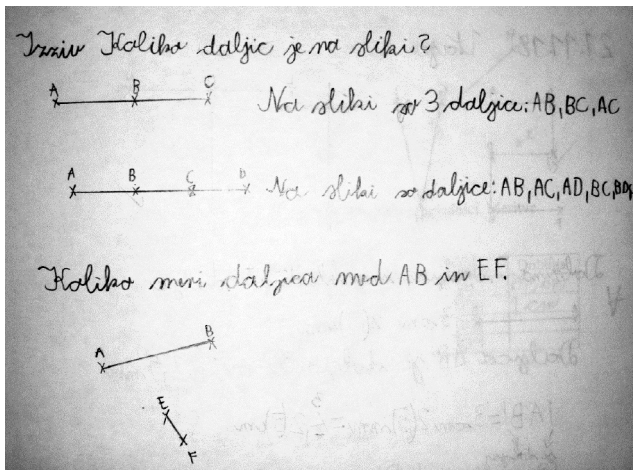 Izziv Koliko daljic je na sliki?
A B C
Na sliki so 3 daljice: AB, BC, AC
A B C D
Na sliki so daljice: AB, AC, AD, BC, BD,
Koliko meri daljica med AB in EF.
A B
E
F